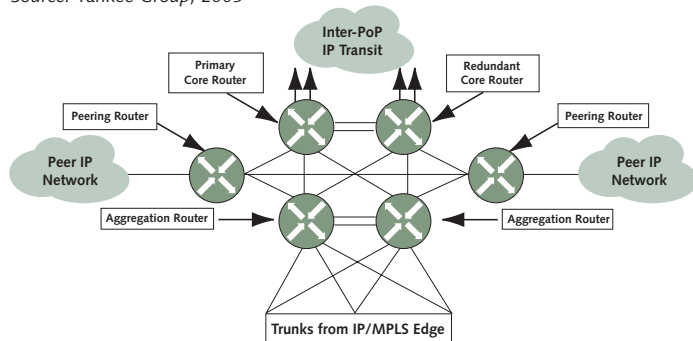 Source: Yankee Group, 2005
Inter-PoP
IP Transit
Primary
Core Router
Redundant
Core Router
Peering Router
Peering Router
Peer IP
Network
Peer IP
Network
Aggregation Router
Aggregation Router
Trunks from IP/MPLS Edge